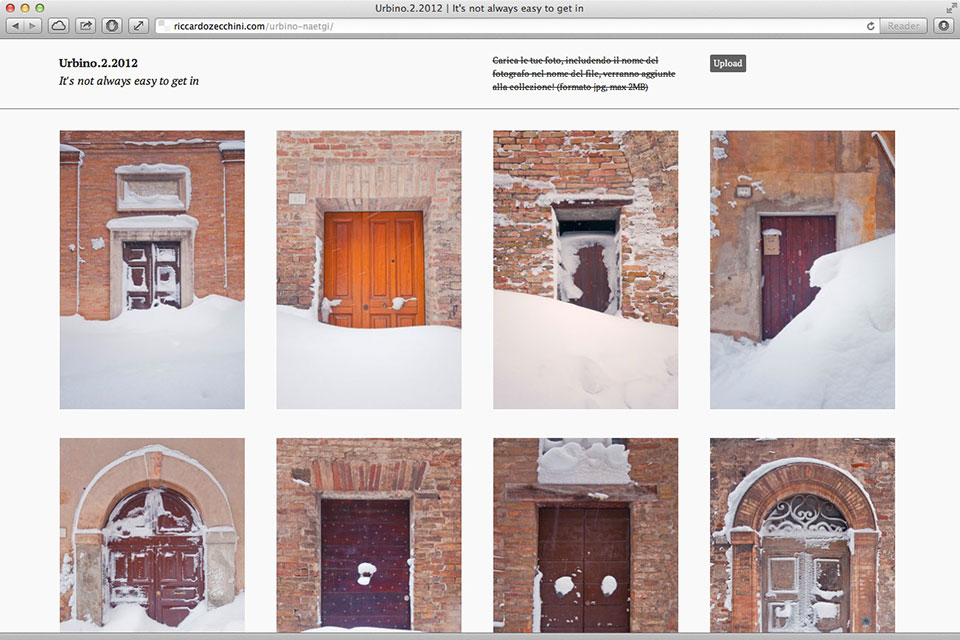 Urbino.2.2012 | It's not always easy to get in
riccardozecchini.com/urbino-naetgi/
Reader
Urbino.2.2012
It's not always easy to get in
Carica le tue foto, includendo il nome del
fotografo nel nome del file, verranno aggiunte
alla collezione! (formato jpg, max 2MB)
Upload